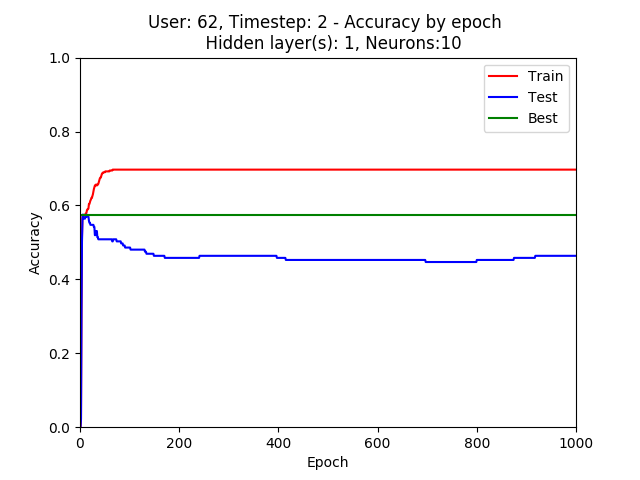 User: 62, Timestep: 2 - Accuracy by epoch
Hidden layer(s): 1, Neurons:10
1.0
0.8
0.6
0.4
0.2
0.0
Accuracy
Train
Test
Best
0 200 400 600 800 1000
Epoch